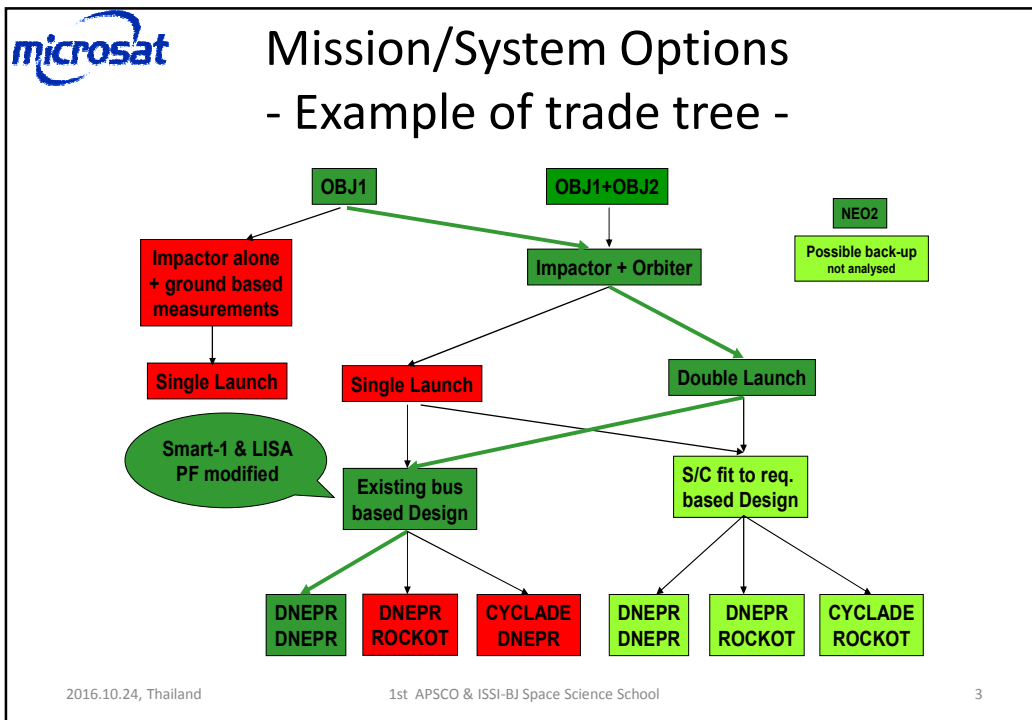 microsat
Mission/System Options
- Example of trade tree -
OBJ1
OBJ1+OBJ2
NEO2
Impactor alone
+ ground based
measurements
Impactor + Orbiter
Possible back-up
not analysed
Single Launch
Single Launch
Double Launch
Smart-1 & LISA
PF modified
Existing bus
based Design
S/C fit to req.
based Design
DNEPR
DNEPR
DNEPR
ROCKOT
CYCLADE
DNEPR
DNEPR
DNEPR
DNEPR
ROCKOT
CYCLADE
ROCKOT
2016.10.24, Thailand
1st APSCO & ISSI-BJ Space Science School
3